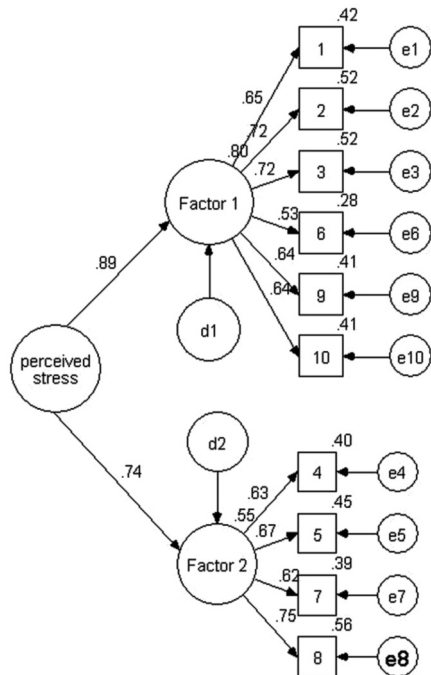 .42
1
e1
.65
.52
2
e2
.72
.80
.52
3
e3
.72
Factor 1
.28
6
e6
.53
.41
9
e9
.64
.41
10
e10
.64
.89
d1
perceived
stress
d2
.74
.40
4
e4
.63
.55
.45
5
e5
.67
Factor 2
.39
7
e7
.62
.56
8
e8
.75